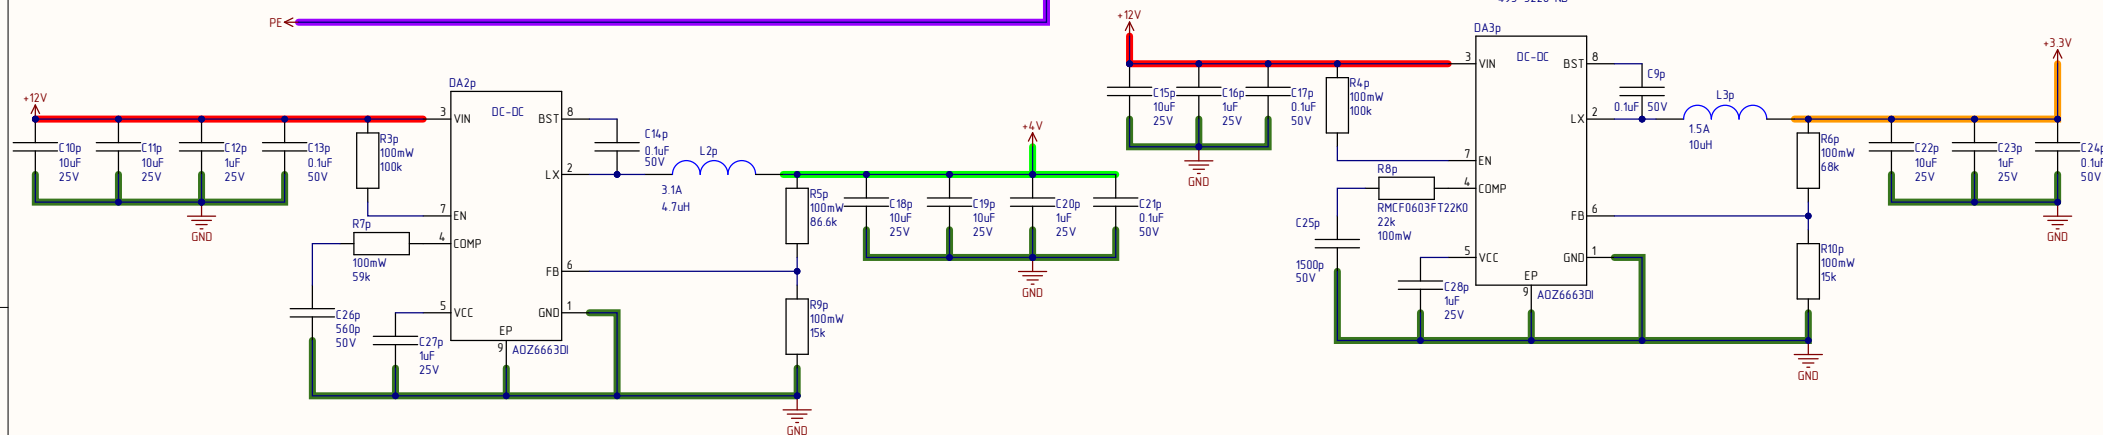 PE
+12V
DA2p
DC-DC
3
VIN
BST
8
7
EN
4
COMP
LX
2
FB
6
5
VCC
GND
1
EP
9
AOZ6663DI
C10p
10uF
25V
C11p
10uF
25V
C12p
1uF
25V
C13p
0.1uF
50V
GND
R3p
100mW
100k
R7p
100mW
59k
C26p
560p
50V
C27p
1uF
25V
C14p
0.1uF
50V
L2p
3.1A
4.7uH
+4V
R5p
100mW
86.6k
R9p
100mW
15k
GND
C18p
10uF
25V
C19p
10uF
25V
C20p
1uF
25V
C21p
0.1uF
50V
GND
+12V
C15p
10uF
25V
C16p
1uF
25V
C17p
0.1uF
50V
GND
R4p
100mW
100k
R8p
RMCF0603FT22K0
22k
100mW
C25p
1500p
50V
C28p
1uF
25V
DA3p
DC-DC
3
VIN
BST
8
LX
2
7
EN
4
COMP
FB
6
5
VCC
GND
1
EP
9
AOZ6663DI
C9p
0.1uF
50V
L3p
1.5A
10uH
+3.3V
R6p
100mW
68k
R10p
100mW
15k
GND
C22p
10uF
25V
C23p
1uF
25V
C24p
0.1u
50V
GND